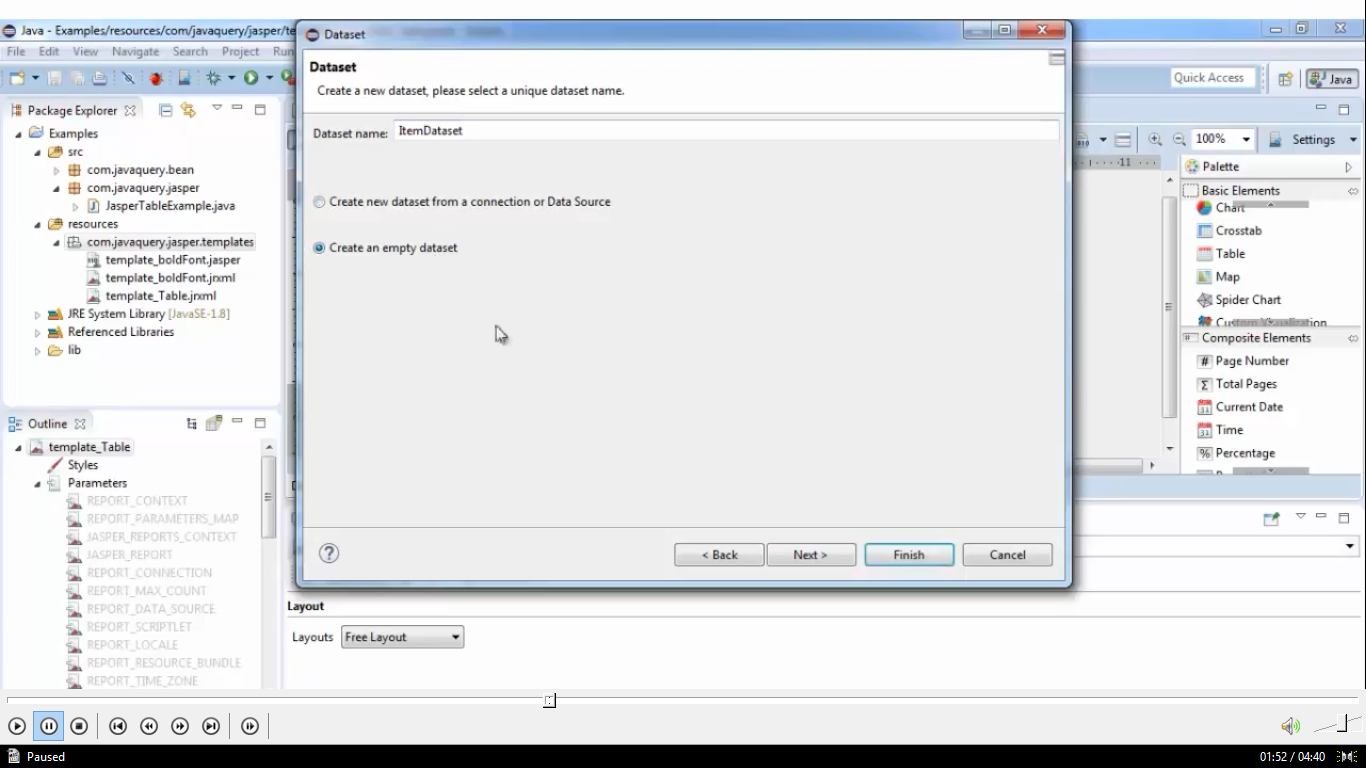 Java - Examples/resources/com/javaquery/jasper/te
File Edit View Navigate Search Project Run
Quick Access
Java
Package Explorer
Examples
src
com.javaquery.bean
com.javaquery.jasper
JasperTableExample.java
resources
com.javaquery.jasper.templates
template_boldFont.jasper
template_boldFont.jrxml
template_Table.jrxml
JRE System Library [JavaSE-1.8]
Referenced Libraries
lib
Outline
template_Table
Styles
Parameters
REPORT_CONTEXT
REPORT_PARAMETERS_MAP
JASPER_REPORTS_CONTEXT
JASPER_REPORT
REPORT_CONNECTION
REPORT_MAX_COUNT
REPORT_DATA_SOURCE
REPORT_SCRIPTLET
REPORT_LOCALE
REPORT_RESOURCE_BUNDLE
REPORT_TIME_ZONE
Dataset
Dataset
Create a new dataset, please select a unique dataset name.
Dataset name: ItemDataset
Create new dataset from a connection or Data Source
Create an empty dataset
< Back Next > Finish Cancel
100% Settings
11
Palette
Basic Elements
Chart
Crosstab
Table
Map
Spider Chart
Custom Visualization
Composite Elements
Page Number
Total Pages
Current Date
Time
Percentage
Layout
Layouts Free Layout
Paused
01:52 / 04:40